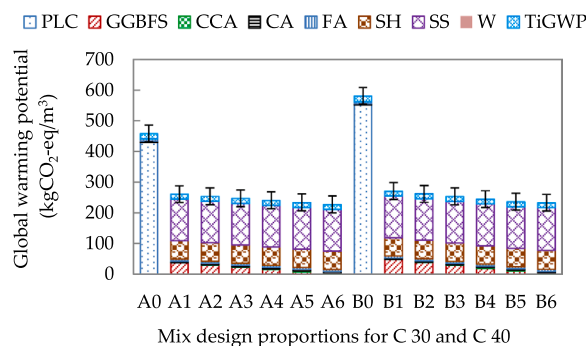 PLC GGBFS CCA CA FA SH SS W TiGWP
700
600
500
400
300
200
100
0
Global warming potential
(kgCO₂-eq/m³)
A0 A1 A2 A3 A4 A5 A6 B0 B1 B2 B3 B4 B5 B6
Mix design proportions for C 30 and C 40